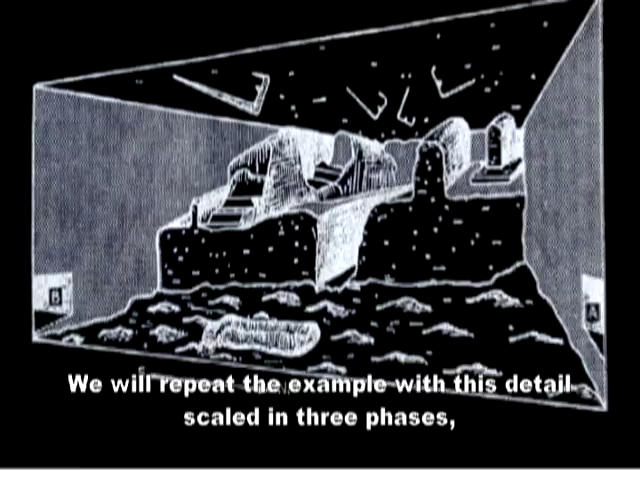 B
A
We will repeat the example with this detail
scaled in three phases,